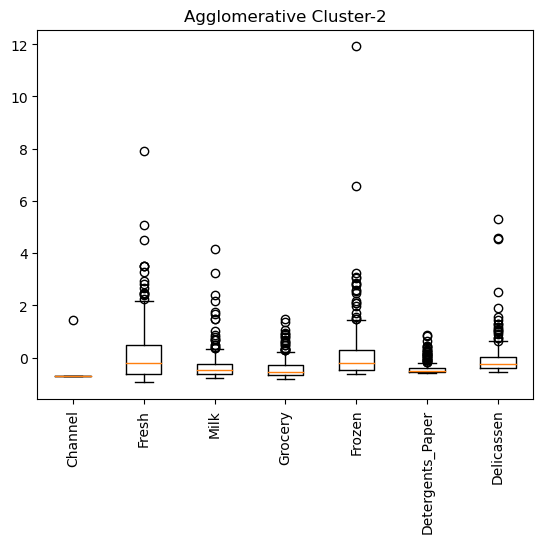 Agglomerative Cluster-2
12
10
8
6
4
2
0
Channel
Fresh
Milk
Grocery
Frozen
Detergents_Paper
Delicassen